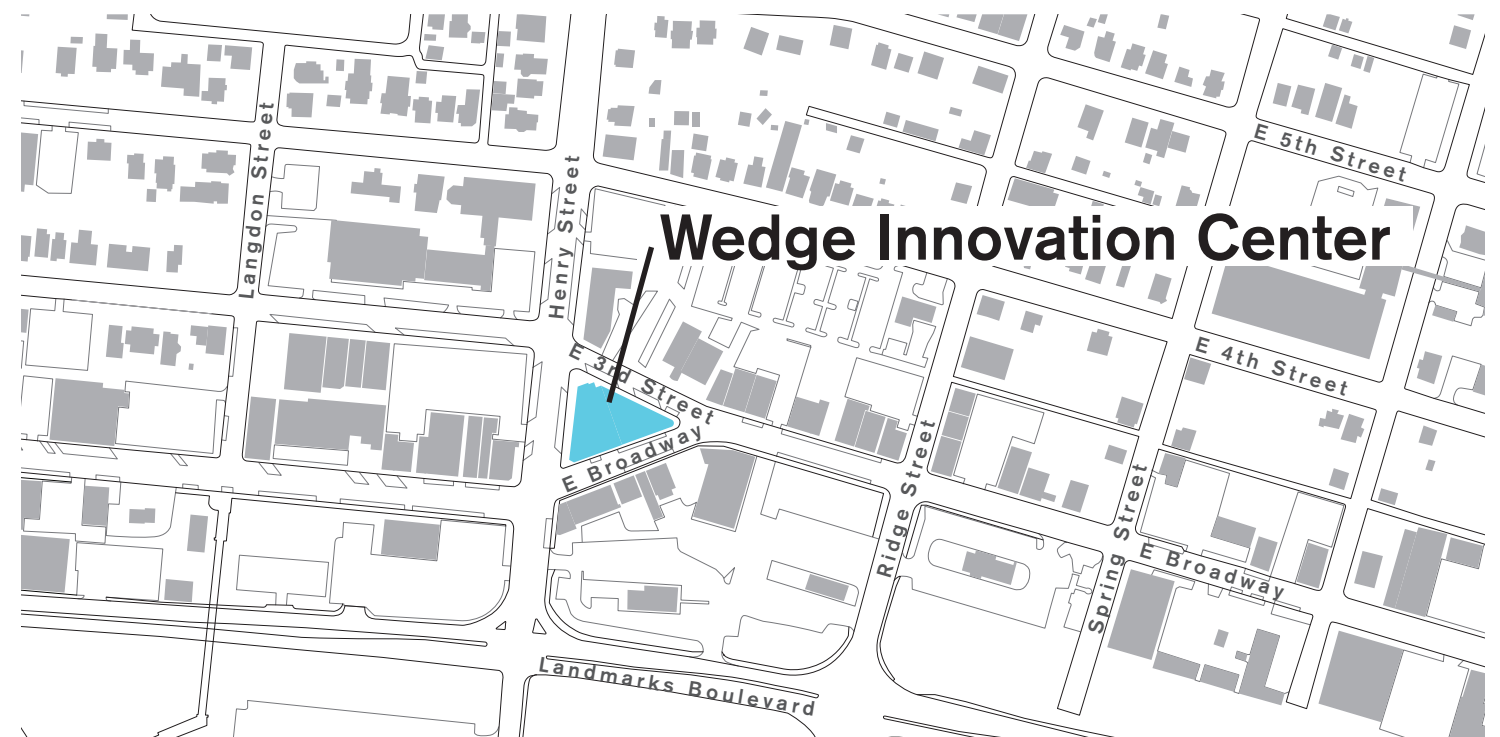 E 5th Street
Langdon Street
Henry Street
Wedge Innovation Center
E 3rd Street
E 4th Street
E Broadway
Ridge Street
Spring Street
E Broadway
Landmarks Boulevard